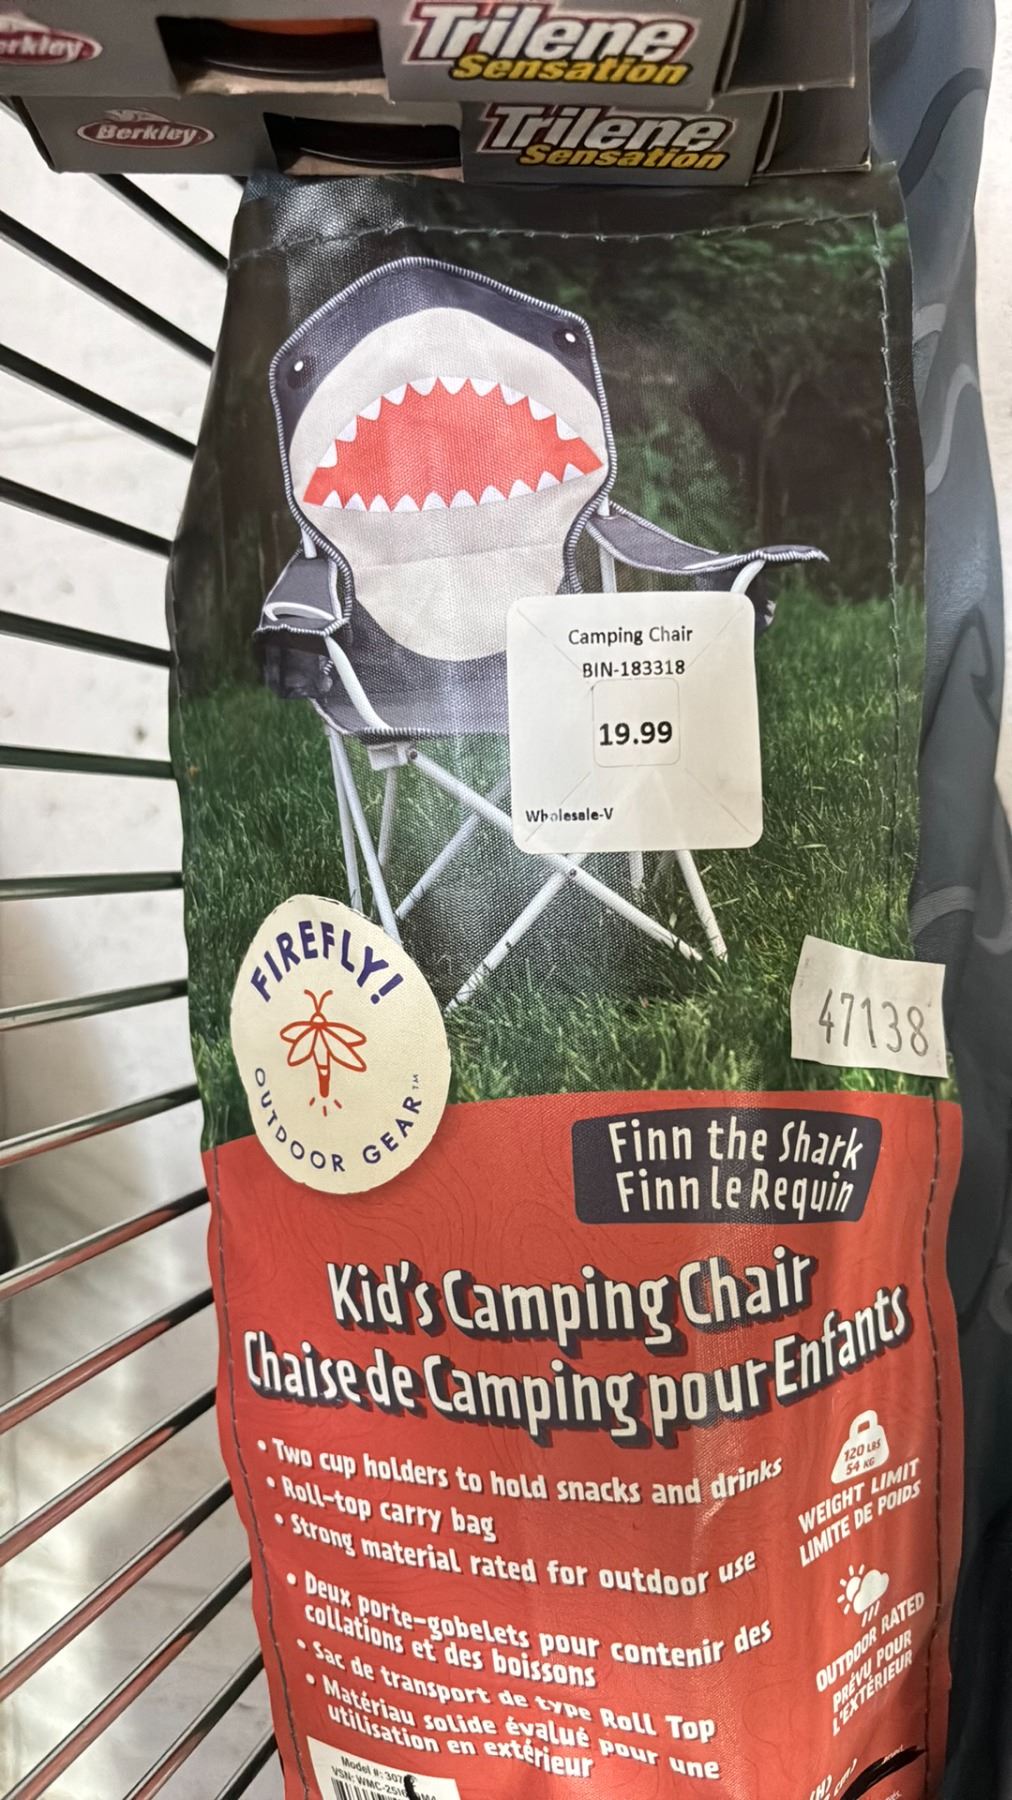 Berkley
Trilene
Sensation
Berkley
Trilene
Sensation
Camping Chair
BIN-183318
19.99
Wholesale-V
FIREFLY!
OUTDOOR GEAR™
47138
Finn the Shark
Finn le Requin
Kid's Camping Chair
Chaise de Camping pour Enfants
• Two cup holders to hold snacks and drinks
• Roll-top carry bag
• Strong material rated for outdoor use
• Deux porte-gobelets pour contenir des
collations et des boissons
• Sac de transport de type Roll Top
• Matériau solide évalué pour une
utilisation en extérieur
120 LBS
54 KG
WEIGHT LIMIT
LIMITE DE POIDS
OUTDOOR RATED
PRÉVU POUR
L'EXTÉRIEUR
Model #:
VSN: